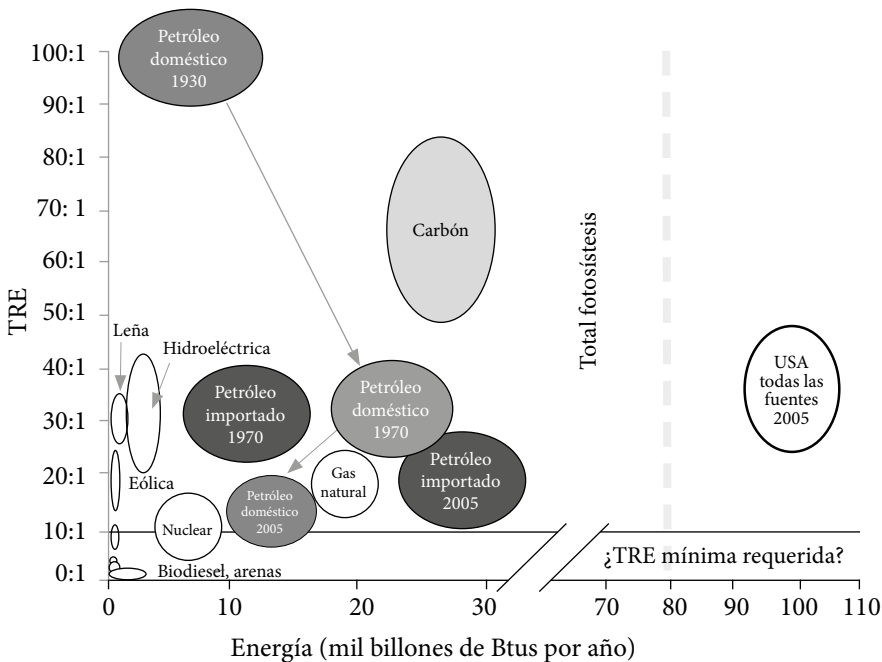 TRE
100:1
90:1
80:1
70: 1
60:1
50:1
40:1
30:1
20:1
10:1
0:1
Petróleo
doméstico
1930
Carbón
Leña
Hidroeléctrica
Petróleo
importado
1970
Petróleo
doméstico
1970
Eólica
Nuclear
Petróleo
doméstico
2005
Gas
natural
Petróleo
importado
2005
Biodiesel, arenas
Total fotosístesis
USA
todas las
fuentes
2005
¿TRE mínima requerida?
0
10
20
30
70
80
90
100
110
Energía (mil billones de Btus por año)